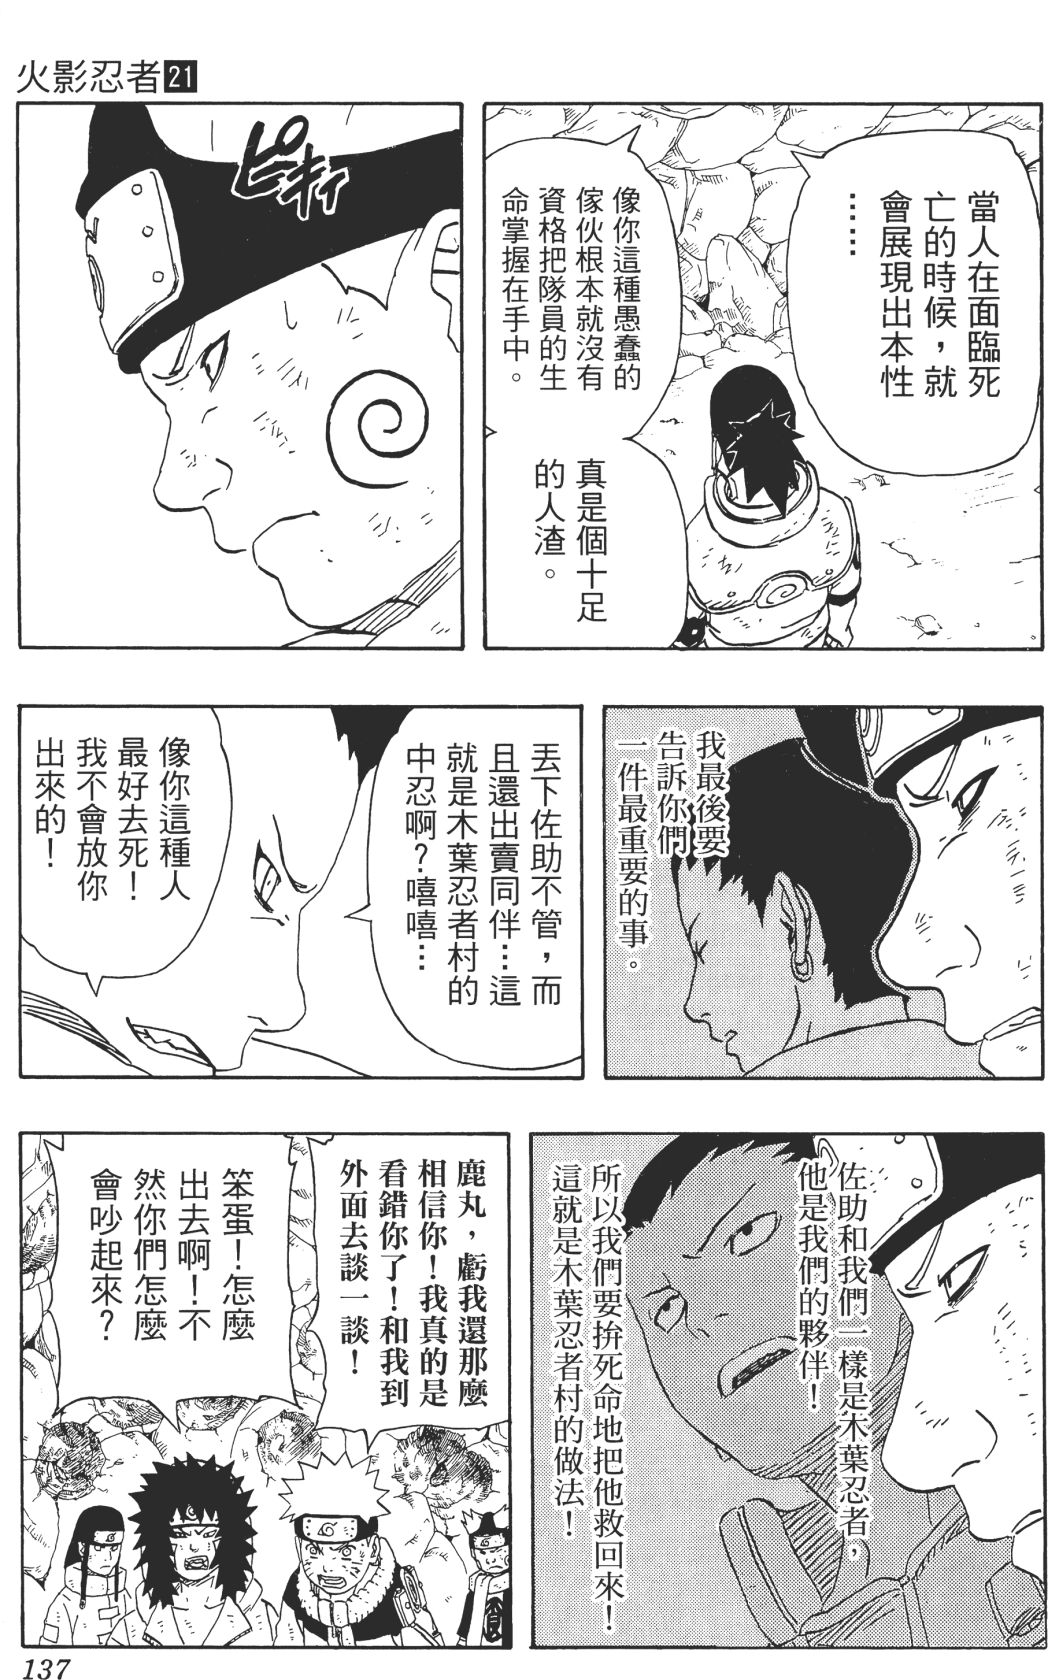 火影忍者21
當人在面臨死
亡的時候，就
會展現出本性
……
像你這種愚蠢的
傢伙根本就沒有
資格把隊員的生
命掌握在手中。
真是個十足
的人渣。
ピキィ
我最後要
告訴你們
一件最重要的事。
丟下佐助不管，而
且還出賣同伴…這
就是木葉忍者村的
中忍啊？嘻嘻…
像你這種人
最好去死！
我不會放你
出來的！
佐助和我們一樣是木葉忍者，
他是我們的夥伴！
所以我們要拚死命地把他救回來！
這就是木葉忍者村的做法！
鹿丸，虧我還那麼
相信你！我真的是
看錯你了！和我到
外面去談一談！
笨蛋！怎麼
出去啊！不
然你們怎麼
會吵起來？
食
137